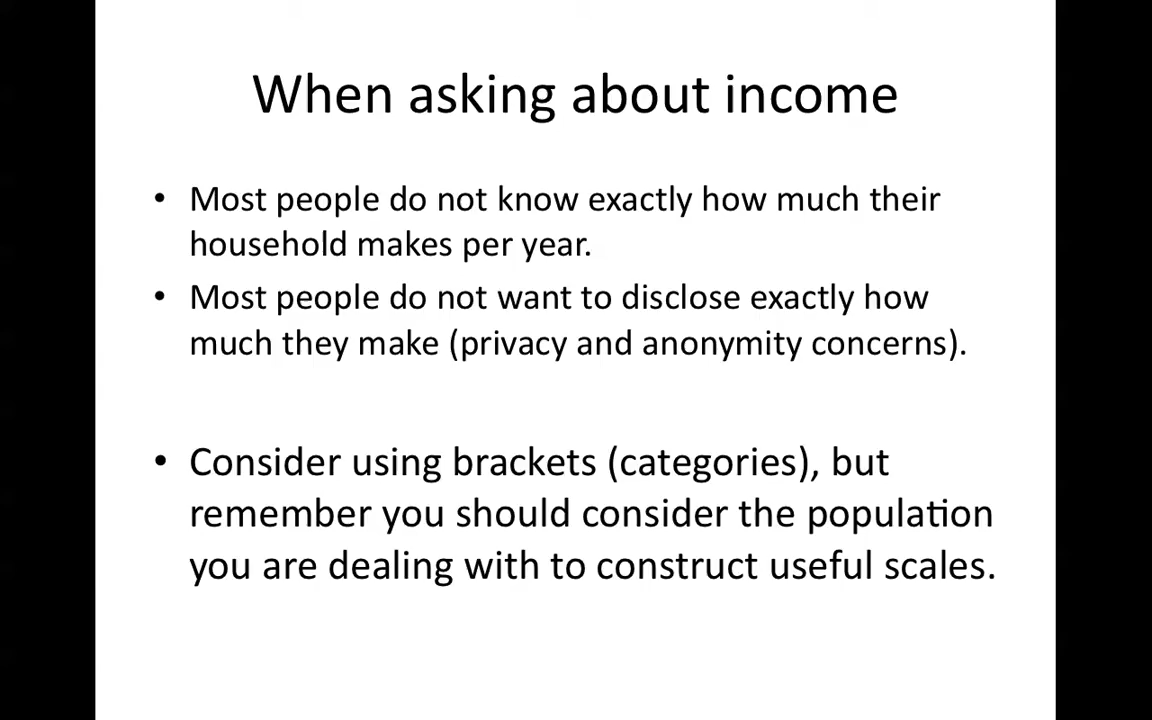 When asking about income
• Most people do not know exactly how much their
household makes per year.
• Most people do not want to disclose exactly how
much they make (privacy and anonymity concerns).
• Consider using brackets (categories), but
remember you should consider the population
you are dealing with to construct useful scales.